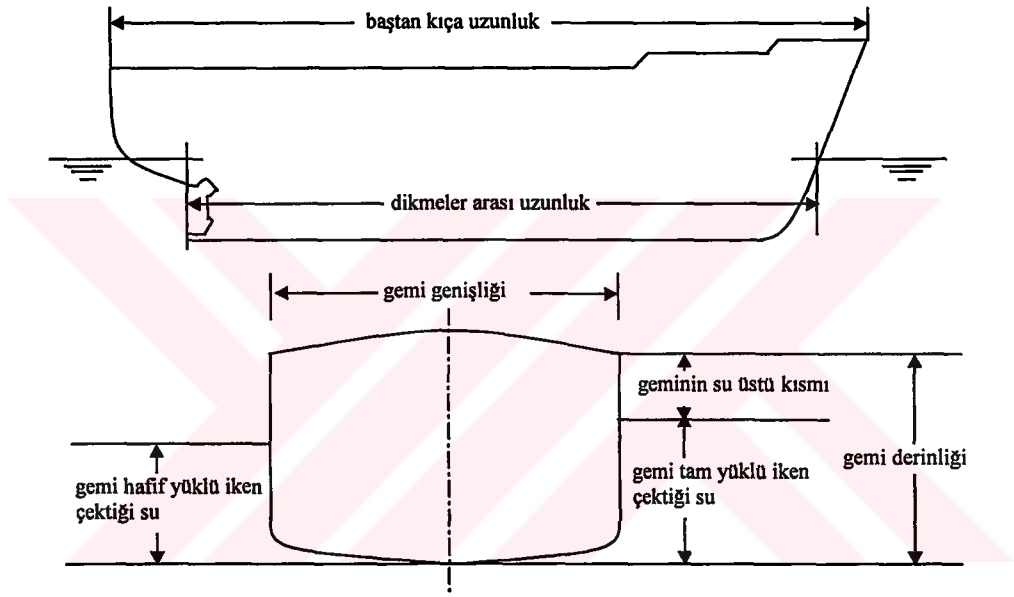 baştan kıça uzunluk
dikmeler arası uzunluk
gemi genişliği
geminin su üstü kısmı
gemi hafif yüklü iken
çektiği su
gemi tam yüklü iken
çektiği su
gemi derinliği